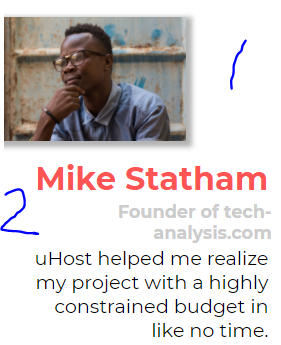 1
Mike Statham
2
Founder of tech-
analysis.com
uHost helped me realize
my project with a highly
constrained budget in
like no time.